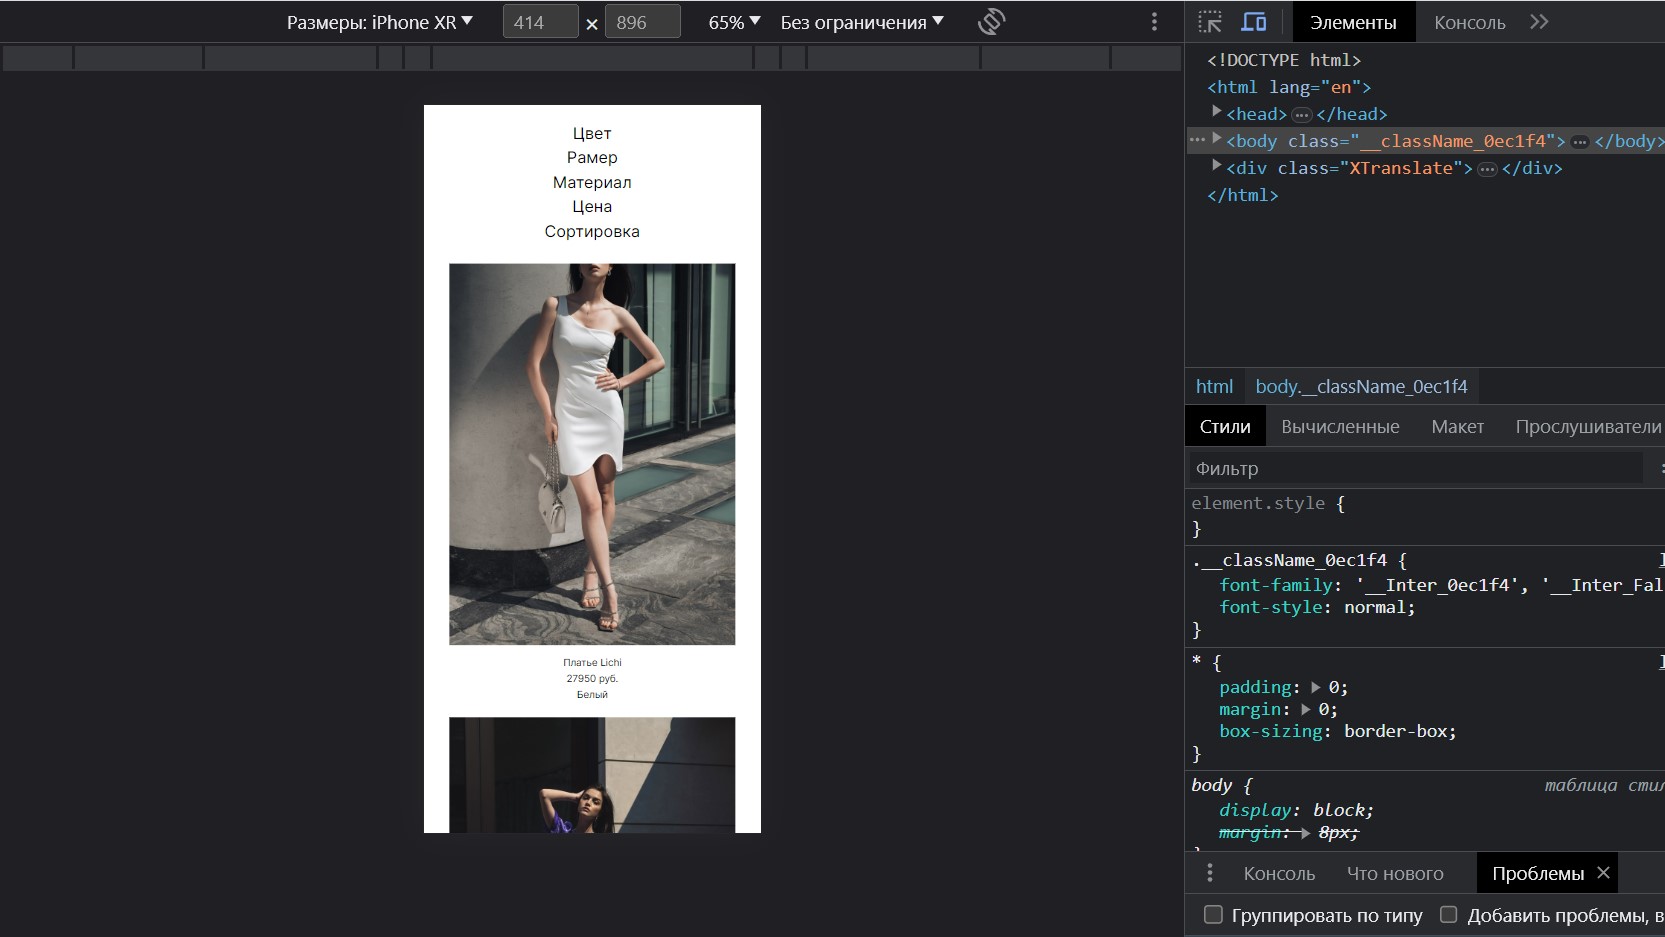 Размеры: iPhone XR 414 × 896 65% Без ограничения
Элементы Консоль
<!DOCTYPE html>
<html lang="en">
<head> ••• </head>
••• <body class="__className_0ec1f4"> ••• </body>
<div class="XTranslate"> ••• </div>
</html>
Цвет
Рамер
Материал
Цена
Сортировка
Платье Lichi
27950 руб.
Белый
html body.__className_0ec1f4
Стили Вычисленные Макет Прослушиватели
Фильтр
element.style {
}
.__className_0ec1f4 {
font-family: '__Inter_0ec1f4', '__Inter_Fal
font-style: normal;
}
* {
padding: 0;
margin: 0;
box-sizing: border-box;
}
body {
таблица сти
display: block;
margin: 8px;
Консоль Что нового Проблемы
Группировать по типу Добавить проблемы, в